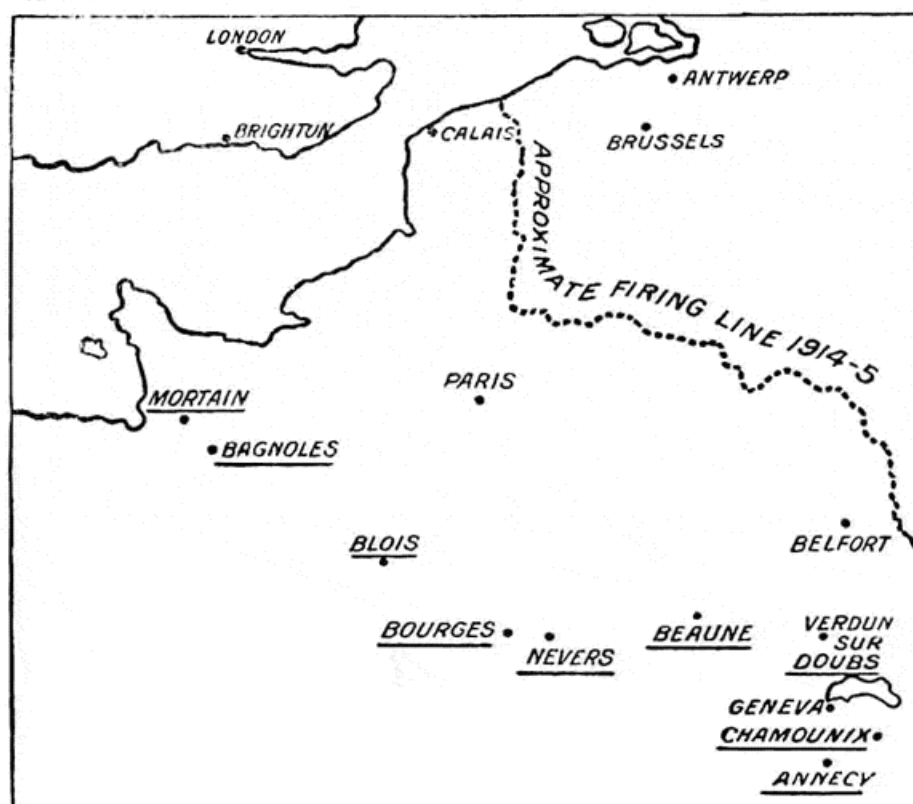 LONDON
ANTWERP
BRIGHTUN
CALAIS
BRUSSELS
APPROXIMATE FIRING LINE 1914-5
PARIS
MORTAIN
BAGNOLES
BELFORT
BLOIS
BOURGES
NEVERS
BEAUNE
VERDUN
SUR
DOUBS
GENEVA
CHAMOUNIX
ANNECY